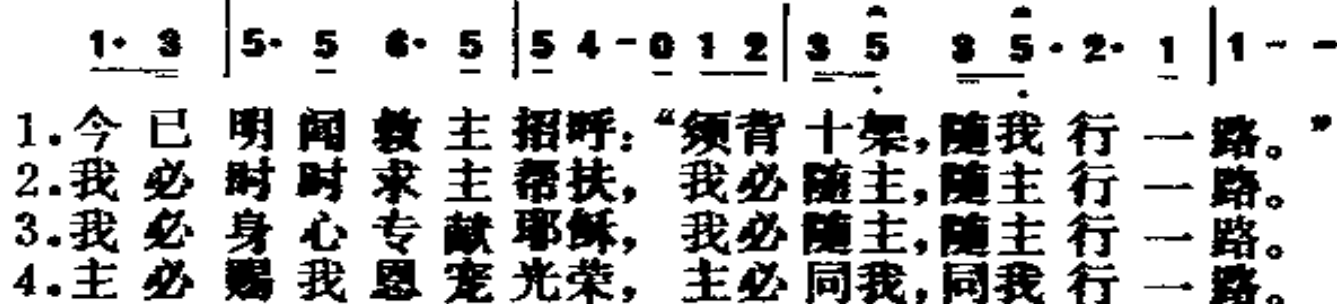 1· 3 | 5· 5 6· 5 | 5 4 - 0 1 2 | 3 5 3 5 · 2· 1 | 1 - -
1.今已明闻救主招呼:“须背十架,随我行一路。”
2.我必时时求主帮扶, 我必随主,随主行一路。
3.我必身心专献耶稣, 我必随主,随主行一路。
4.主必赐我恩宠光荣, 主必同我,同我行一路。